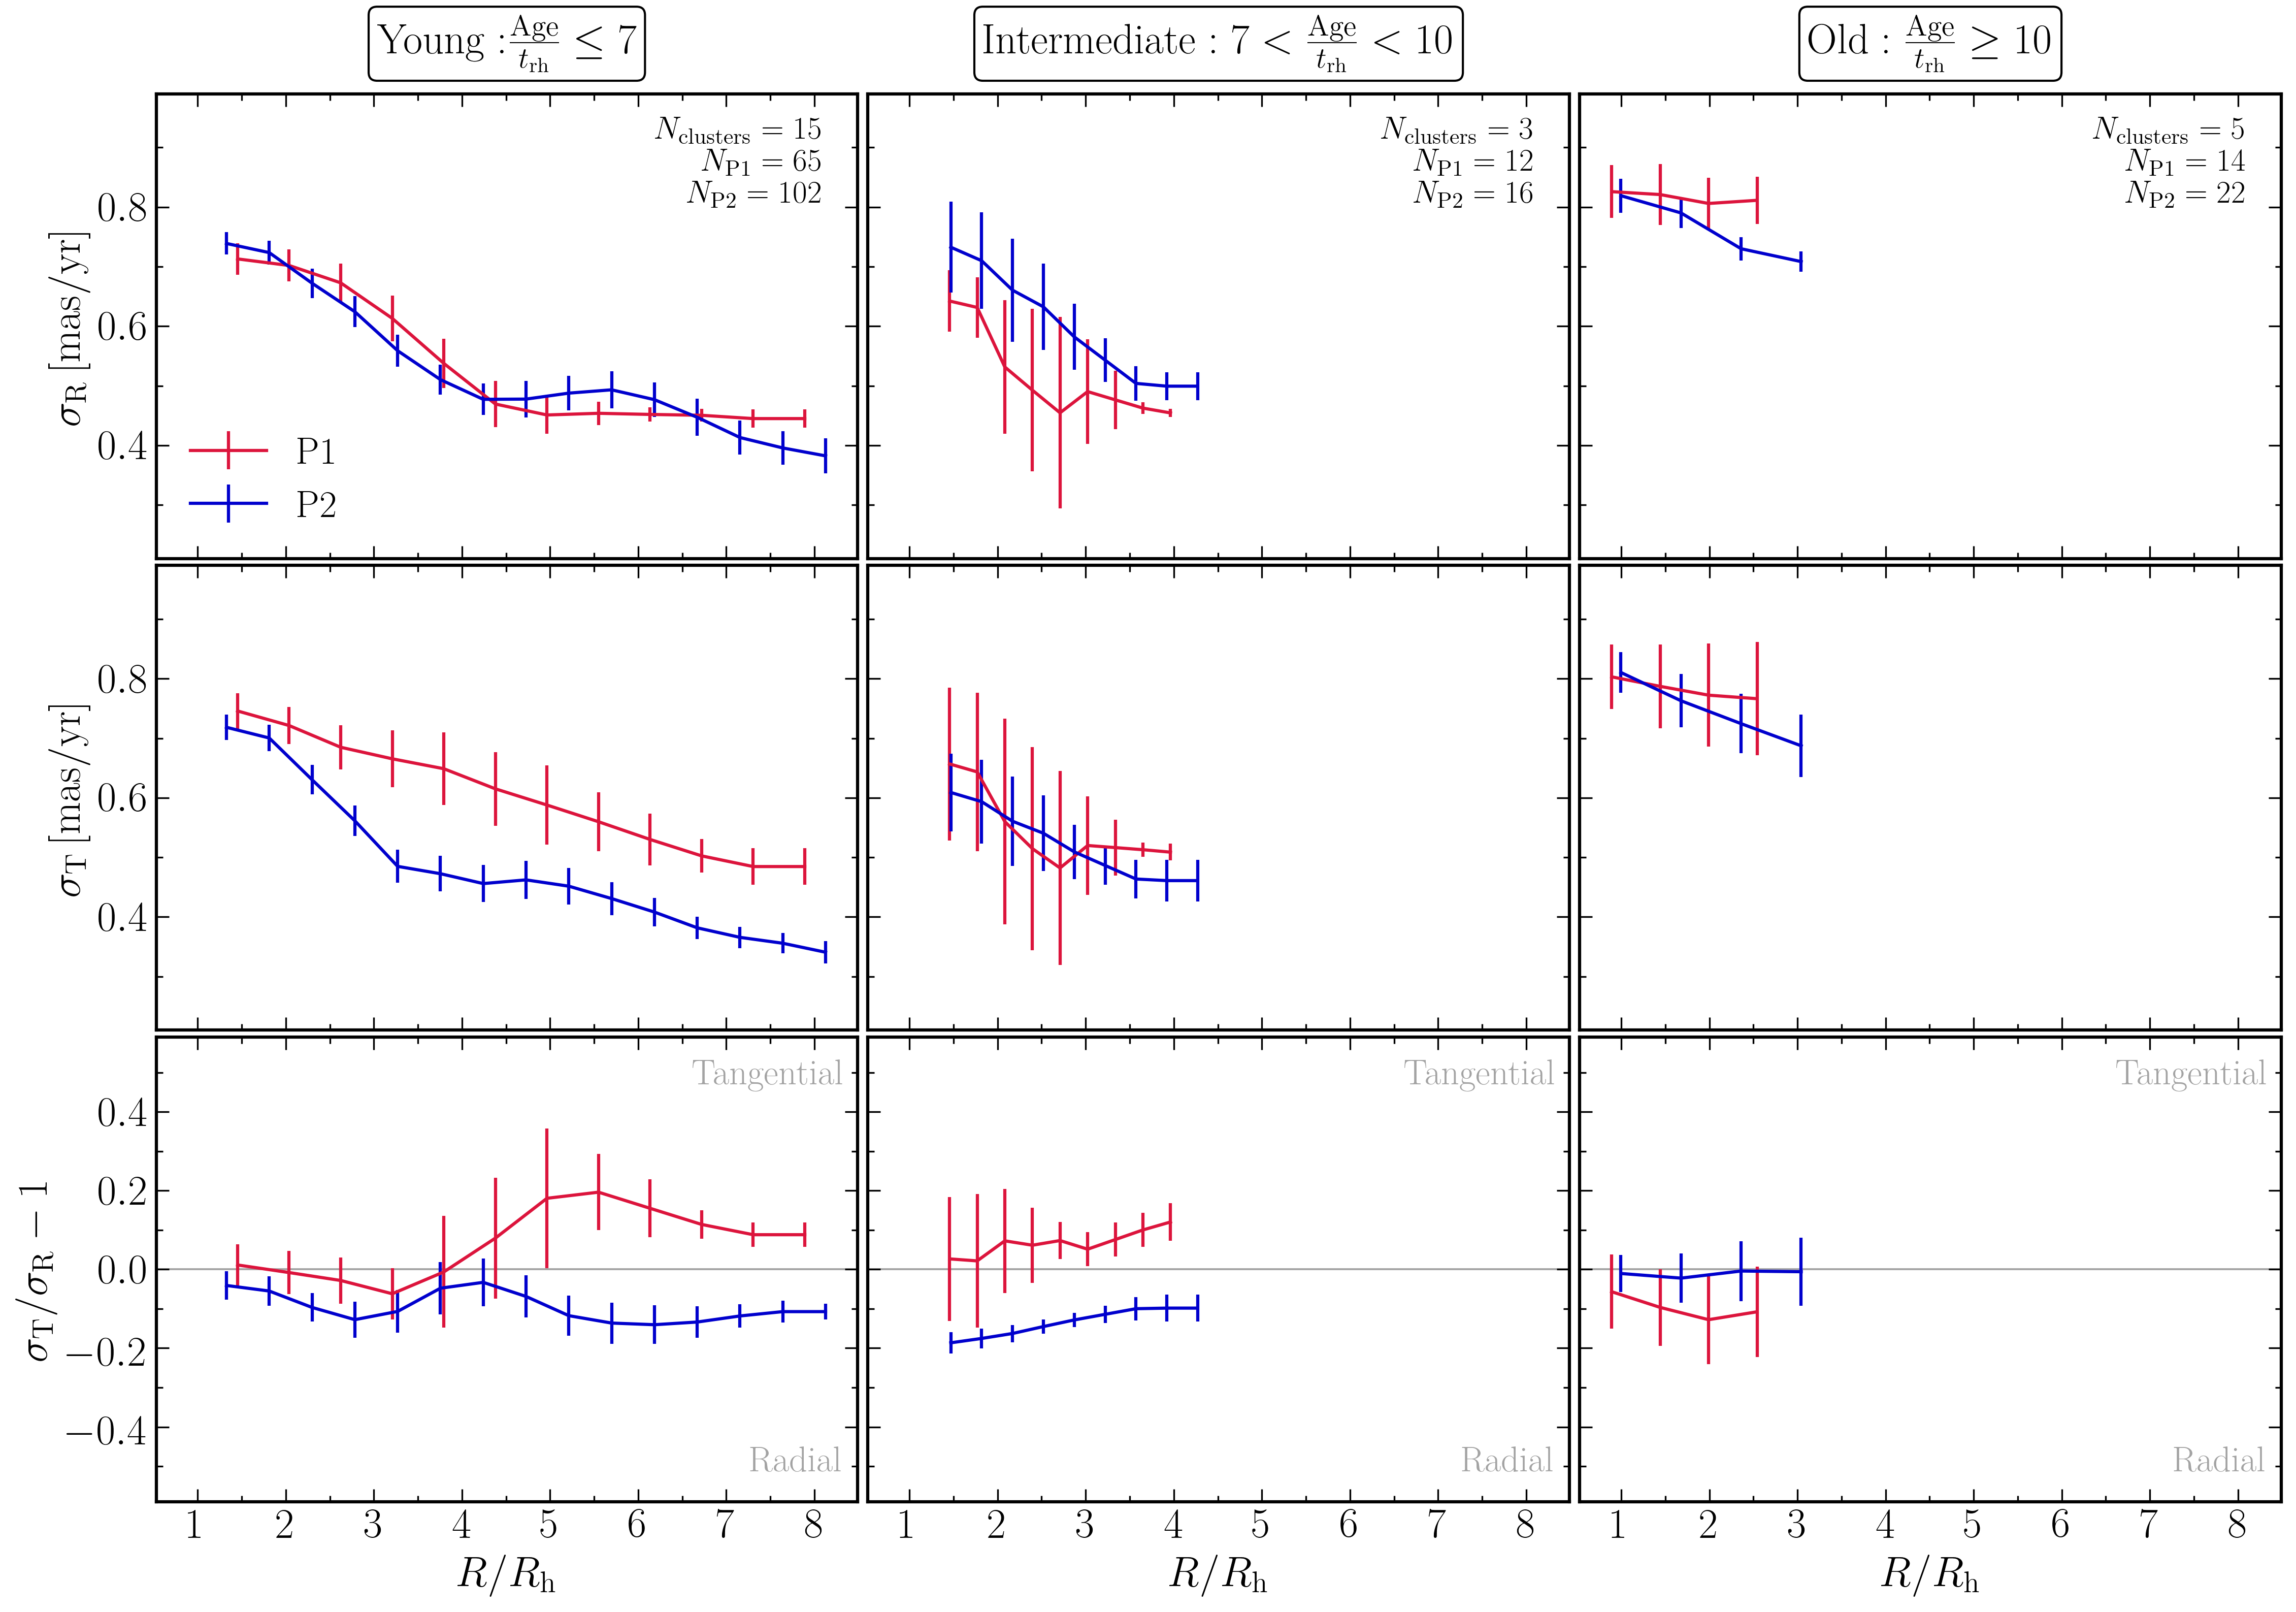 Young : Age/t_rh ≤ 7
Intermediate : 7 < Age/t_rh < 10
Old : Age/t_rh ≥ 10
N_clusters = 15
N_P1 = 65
N_P2 = 102
N_clusters = 3
N_P1 = 12
N_P2 = 16
N_clusters = 5
N_P1 = 14
N_P2 = 22
σ_R [mas/yr]
0.8
0.6
0.4
P1
P2
σ_T [mas/yr]
0.8
0.6
0.4
σ_T/σ_R − 1
0.4
0.2
0.0
−0.2
−0.4
Tangential
Radial
Tangential
Radial
Tangential
Radial
1 2 3 4 5 6 7 8
1 2 3 4 5 6 7 8
1 2 3 4 5 6 7 8
R/R_h
R/R_h
R/R_h